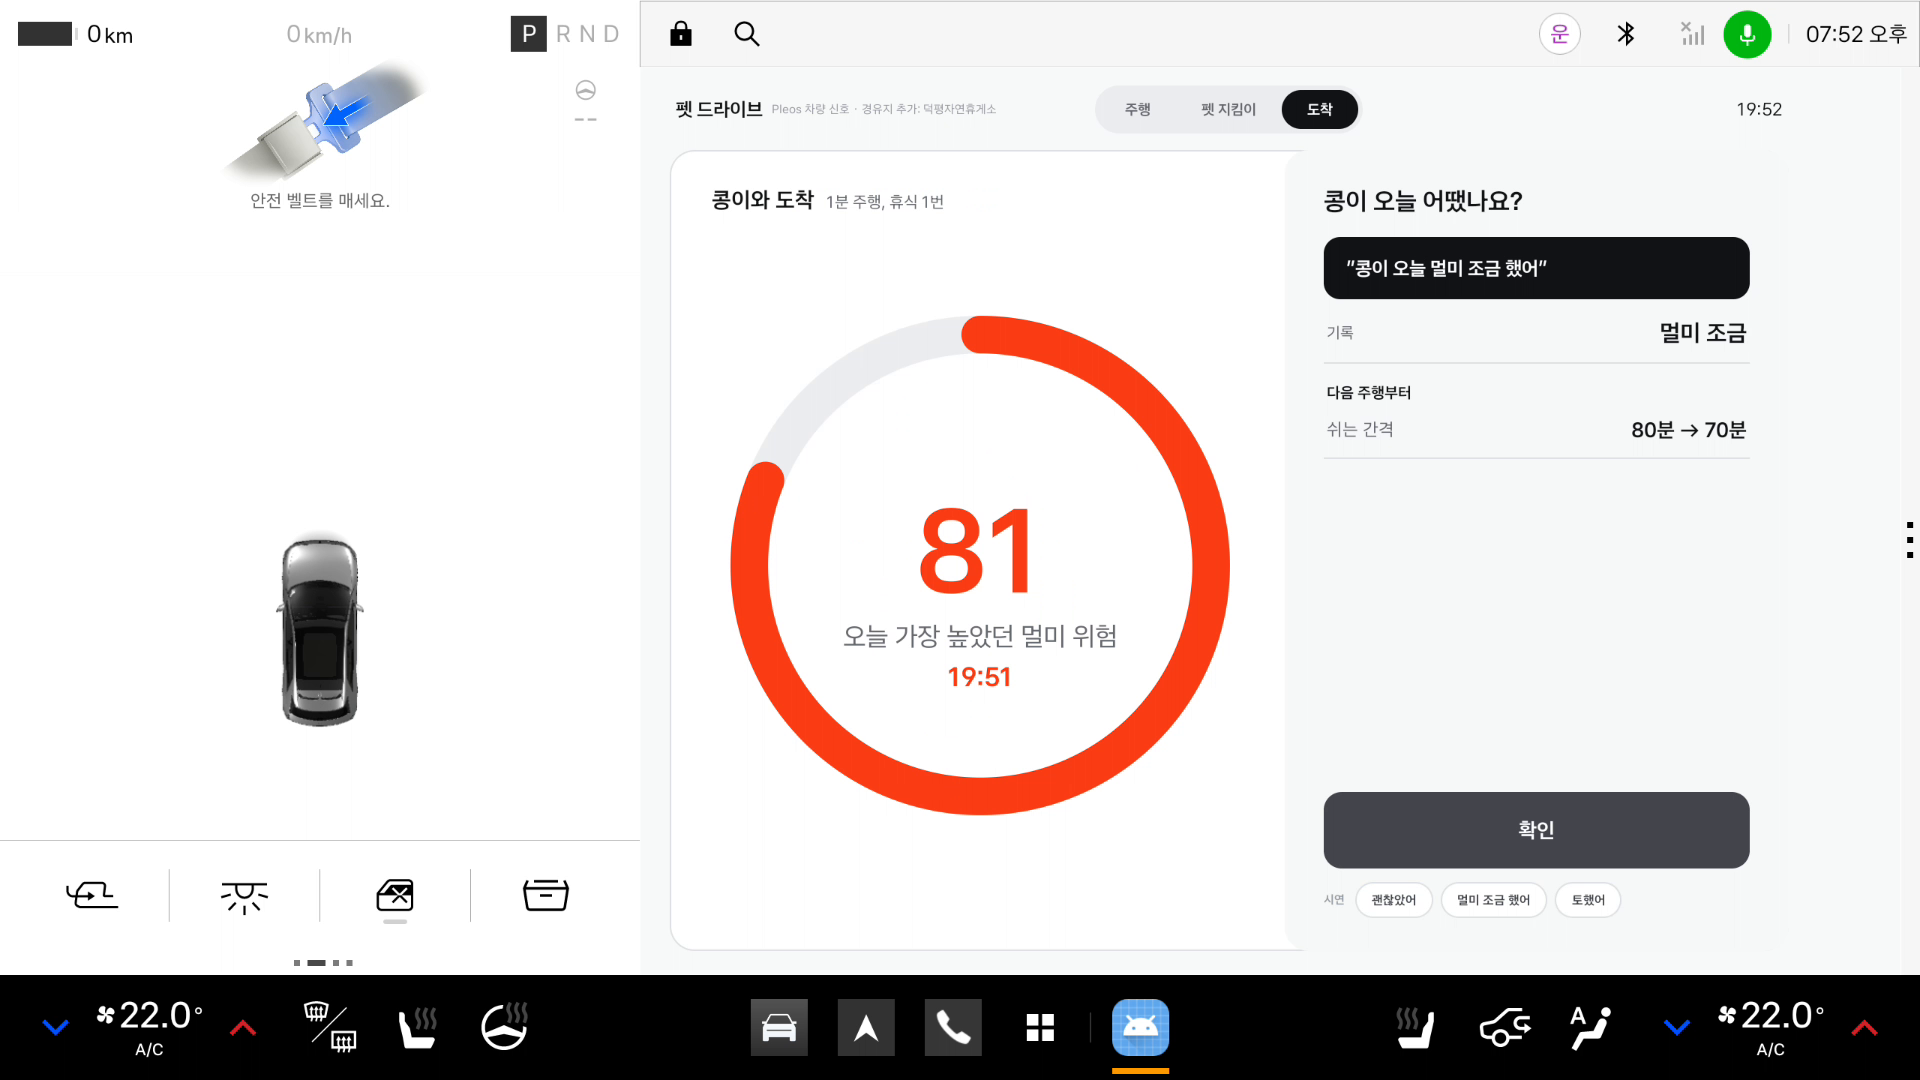 0 km
0 km/h
P R N D
안전 벨트를 매세요.
운
07:52 오후
펫 드라이브 Pleos 차량 신호 · 경유지 추가: 덕평자연휴게소
주행 펫 지킴이 도착
19:52
콩이와 도착 1분 주행, 휴식 1번
81
오늘 가장 높았던 멀미 위험
19:51
콩이 오늘 어땠나요?
"콩이 오늘 멀미 조금 했어"
기록 멀미 조금
다음 주행부터
쉬는 간격 80분 → 70분
확인
시연 괜찮았어 멀미 조금 했어 토했어
22.0°
A/C
A
22.0°
A/C